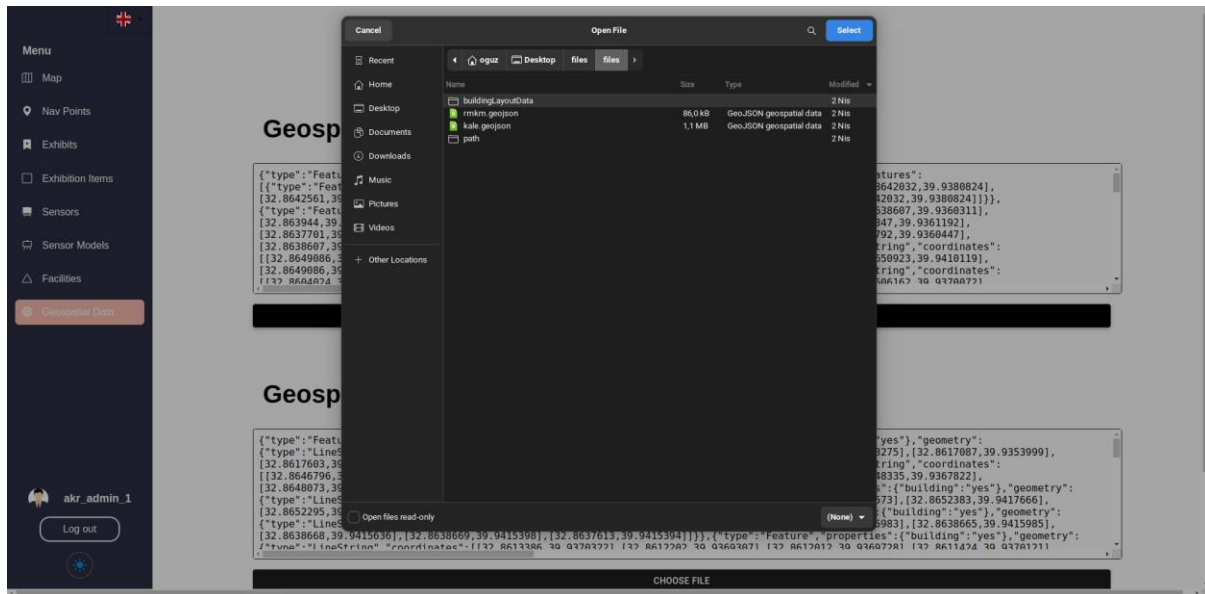 Menu
Map
Nav Points
Exhibits
Exhibition Items
Sensors
Sensor Models
Facilities
Geospatial Data
akr_admin_1
Log out
Cancel
Open File
Select
Recent
Home
Desktop
Documents
Downloads
Music
Pictures
Videos
+ Other Locations
oguz Desktop files files
Name Size Type Modified
buildingLayoutData 2 Nis
rmkm.geojson 86,0 kB GeoJSON geospatial data 2 Nis
kale.geojson 1,1 MB GeoJSON geospatial data 2 Nis
path 2 Nis
Open files read-only
(None)
Geosp
{"type":"Featu atures":
[{"type":"Feat 8642032,39.9380824],
[32.8642561,39 42032,39.9380824]]}},
{"type":"Featu 538607,39.9360311],
[32.863944,39. 847,39.9361192],
[32.8637701,39 792,39.9360447],
[32.8638607,39 tring","coordinates":
[[32.8649086,3 550923,39.9410119],
[32.8649086,39 tring","coordinates":
Geosp
{"type":"Featu "yes"},"geometry":
{"type":"LineS 3275],[32.8617087,39.9353999],
[32.8617603,39 tring","coordinates":
[[32.8646796,3 48335,39.9367822],
[32.8648073,39 s":{"building":"yes"},"geometry":
{"type":"LineS 573],[32.8652383,39.9417666],
[32.8652295,39 :{"building":"yes"},"geometry":
{"type":"LineS 5983],[32.8638665,39.9415985],
[32.8638668,39.9415636],[32.8638669,39.9415398],[32.8637613,39.9415394]]}},{"type":"Feature","properties":{"building":"yes"},"geometry":
CHOOSE FILE